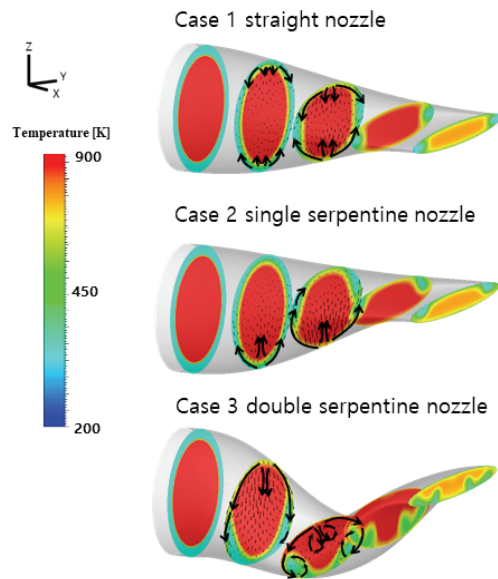 Case 1 straight nozzle
Z
Y
X
Temperature [K]
900
450
200
Case 2 single serpentine nozzle
Case 3 double serpentine nozzle